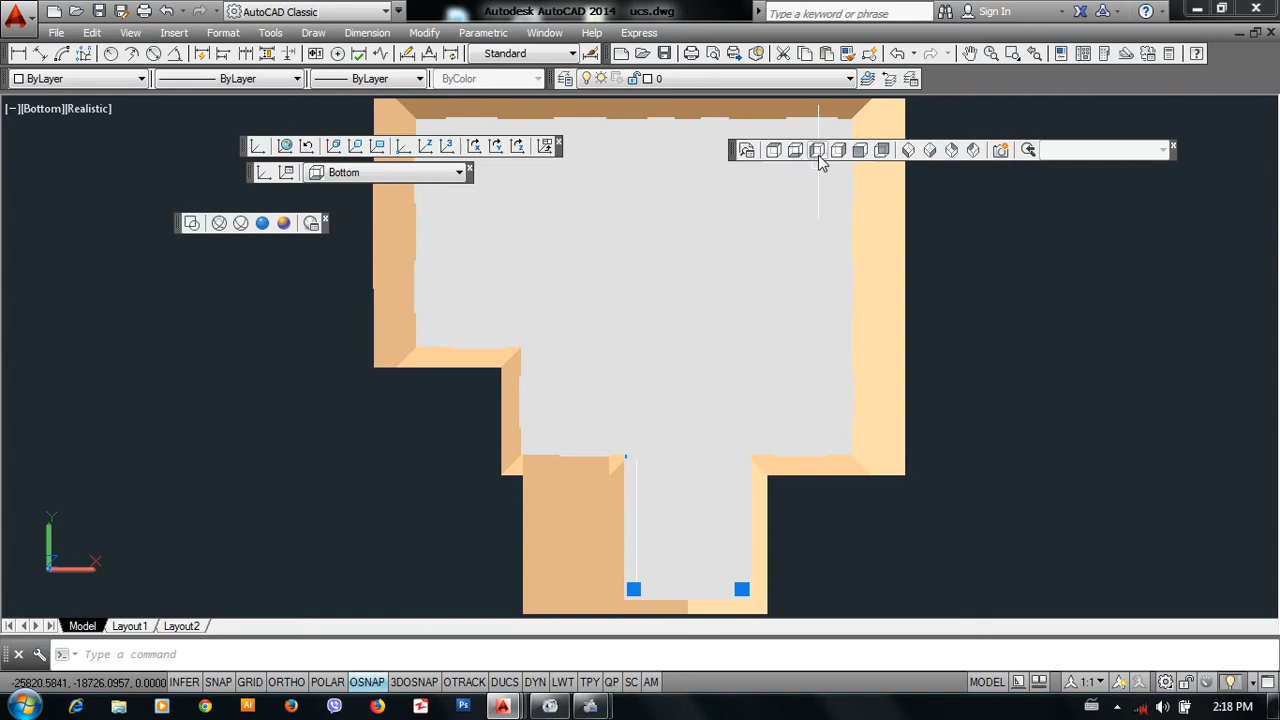 AutoCAD Classic
Autodesk AutoCAD 2014 ucs.dwg
Type a keyword or phrase
Sign In
File Edit View Insert Format Tools Draw Dimension Modify Parametric Window Help Express
Standard
ByLayer ByLayer ByLayer ByColor 0
[−][Bottom][Realistic]
Bottom
Y
X
Z
Model Layout1 Layout2
Type a command
-25820.5841, -18726.0957, 0.0000 INFER SNAP GRID ORTHO POLAR OSNAP 3DOSNAP OTRACK DUCS DYN LWT TPY QP SC AM MODEL 1:1
2:18 PM